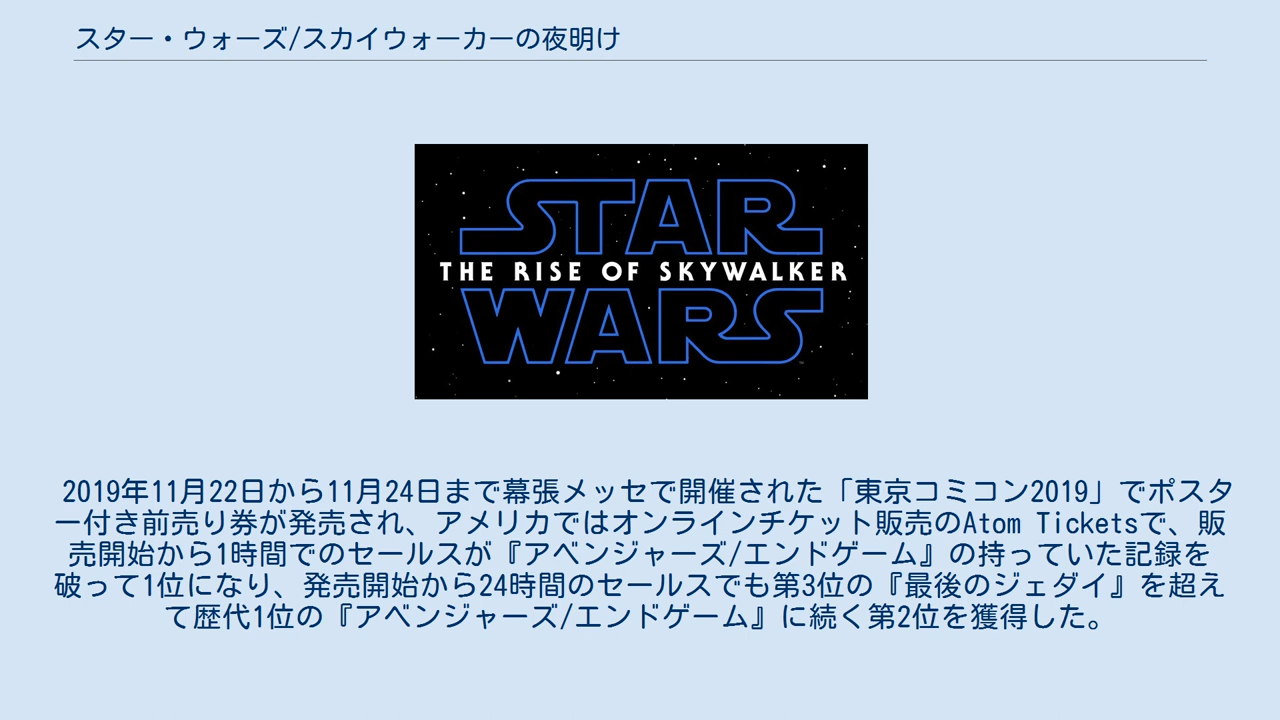 スター・ウォーズ/スカイウォーカーの夜明け
STAR
THE RISE OF SKYWALKER
WARS
2019年11月22日から11月24日まで幕張メッセで開催された「東京コミコン2019」でポスタ
ー付き前売り券が発売され、アメリカではオンラインチケット販売のAtom Ticketsで、販
売開始から1時間でのセールスが『アベンジャーズ/エンドゲーム』の持っていた記録を
破って1位になり、発売開始から24時間のセールスでも第3位の『最後のジェダイ』を超え
て歴代1位の『アベンジャーズ/エンドゲーム』に続く第2位を獲得した。